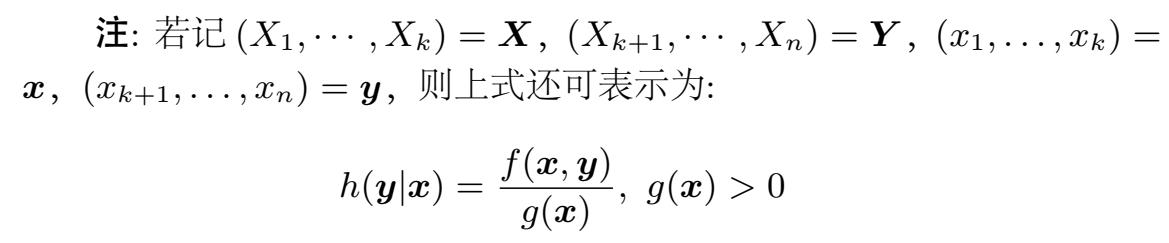 注: 若记 (X₁, ⋯ , Xₖ) = X, (Xₖ₊₁, ⋯ , Xₙ) = Y, (x₁, . . . , xₖ) =
x, (xₖ₊₁, . . . , xₙ) = y, 则上式还可表示为:
h(y|x) = f(x, y) / g(x), g(x) > 0